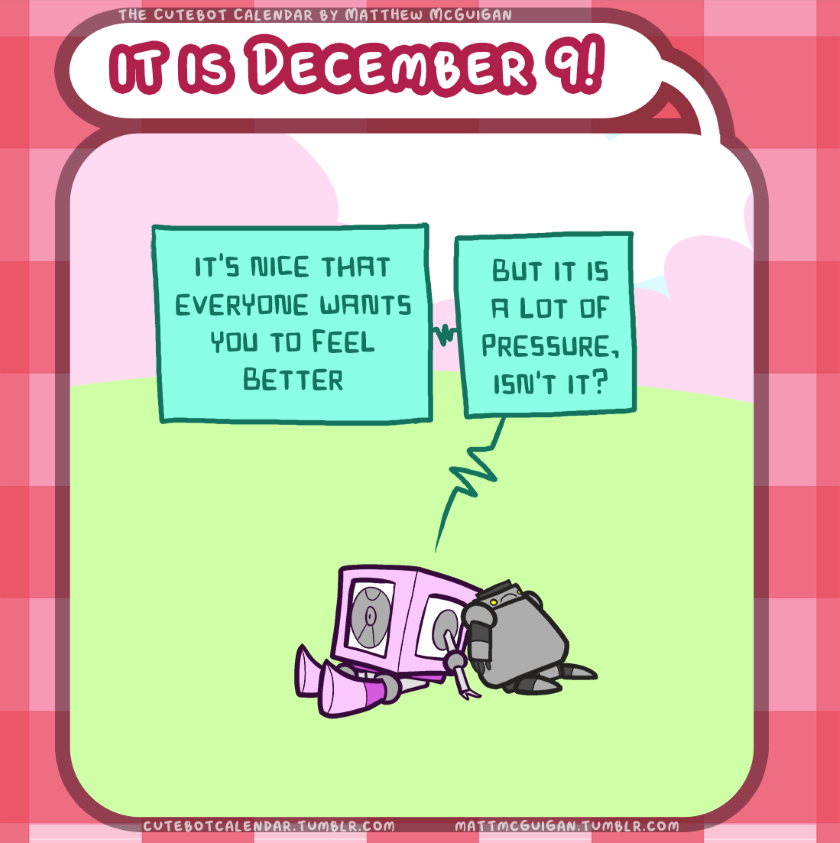 The Cutebot Calendar by Matthew McGuigan
It is December 9!
IT'S NICE THAT
EVERYONE WANTS
YOU TO FEEL
BETTER
BUT IT IS
A LOT OF
PRESSURE,
ISN'T IT?
cutebotcalendar.tumblr.com
mattmcguigan.tumblr.com